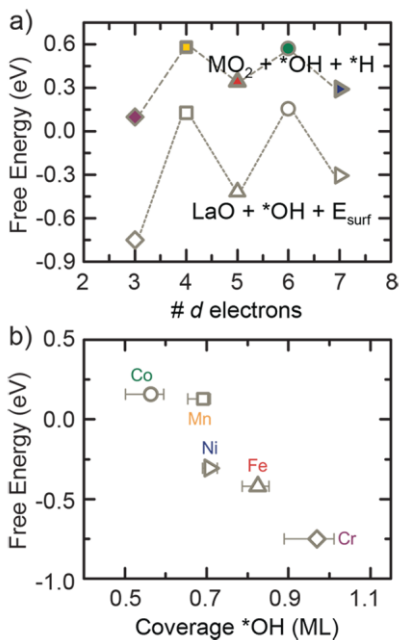 a)
Free Energy (eV)
0.6
0.3
0.0
-0.3
-0.6
-0.9
MO2 + *OH + *H
LaO + *OH + Esurf
2 3 4 5 6 7 8
# d electrons
b)
Free Energy (eV)
0.5
0.0
-0.5
-1.0
Co
Mn
Ni
Fe
Cr
0.5 0.7 0.9 1.1
Coverage *OH (ML)